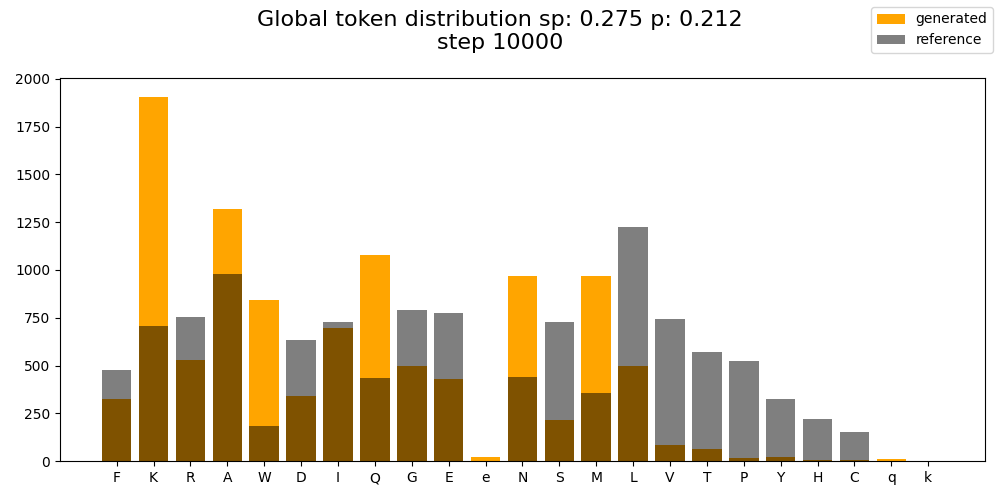 Global token distribution sp: 0.275 p: 0.212
step 10000
generated
reference
2000
1750
1500
1250
1000
750
500
250
0
F K R A W D I Q G E e N S M L V T P Y H C q k